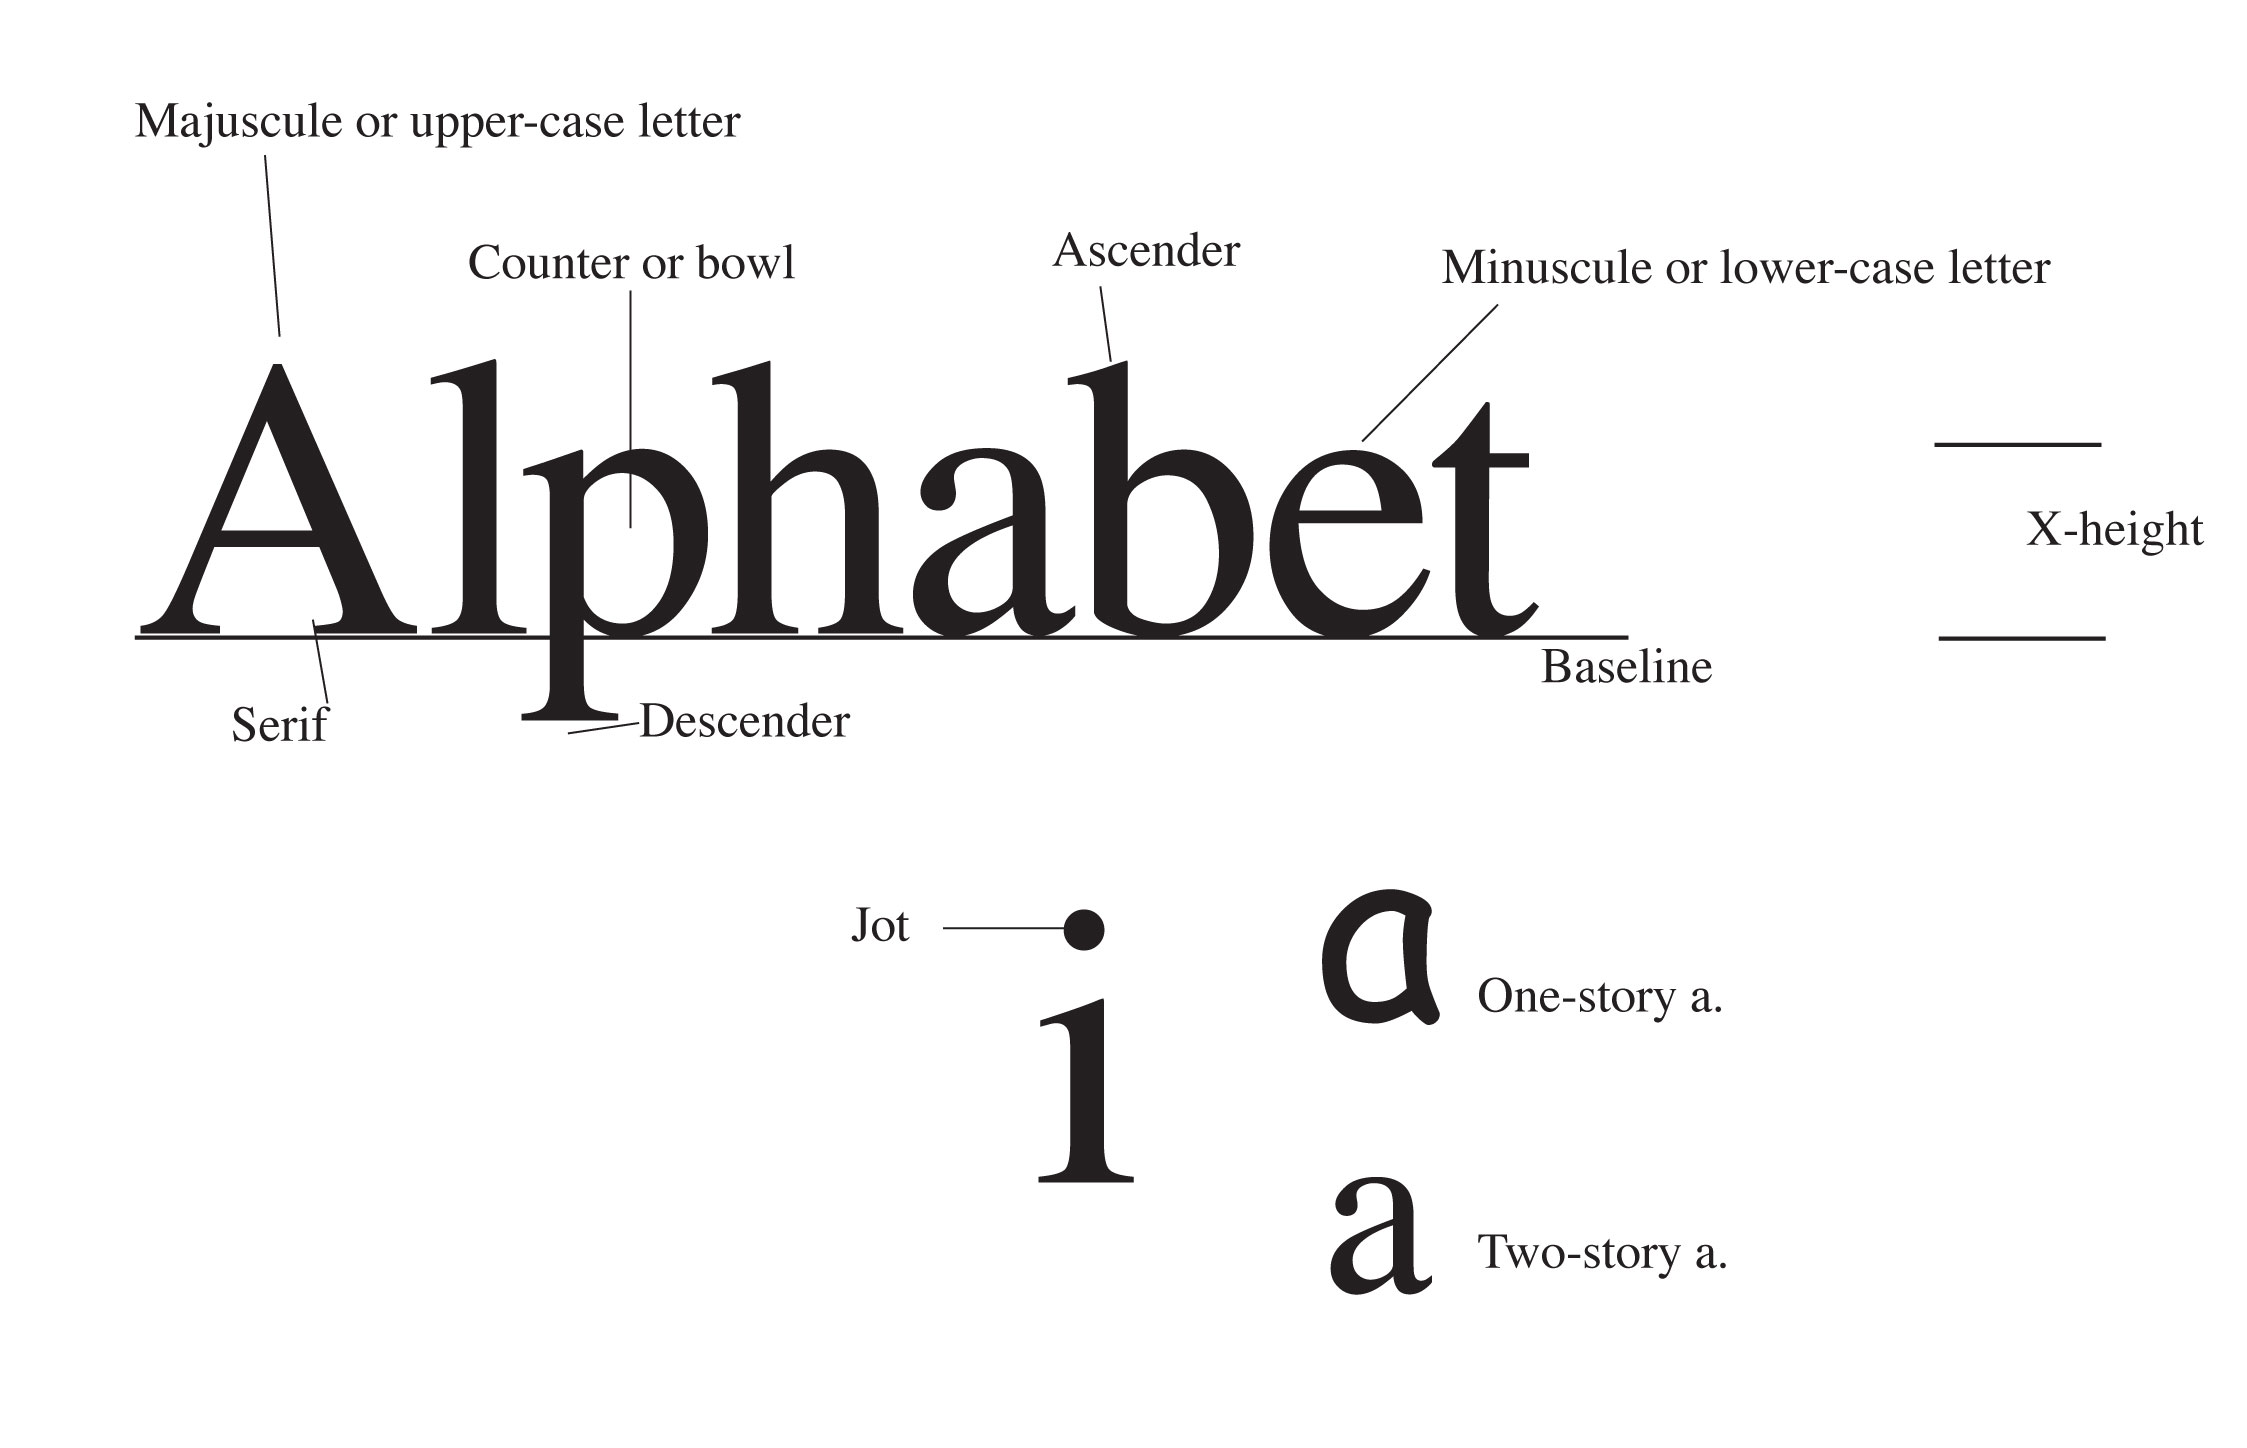 Majuscule or upper-case letter
Counter or bowl
Ascender
Minuscule or lower-case letter
Alphabet
X-height
Baseline
Serif
Descender
Jot
i
a
One-story a.
a
Two-story a.